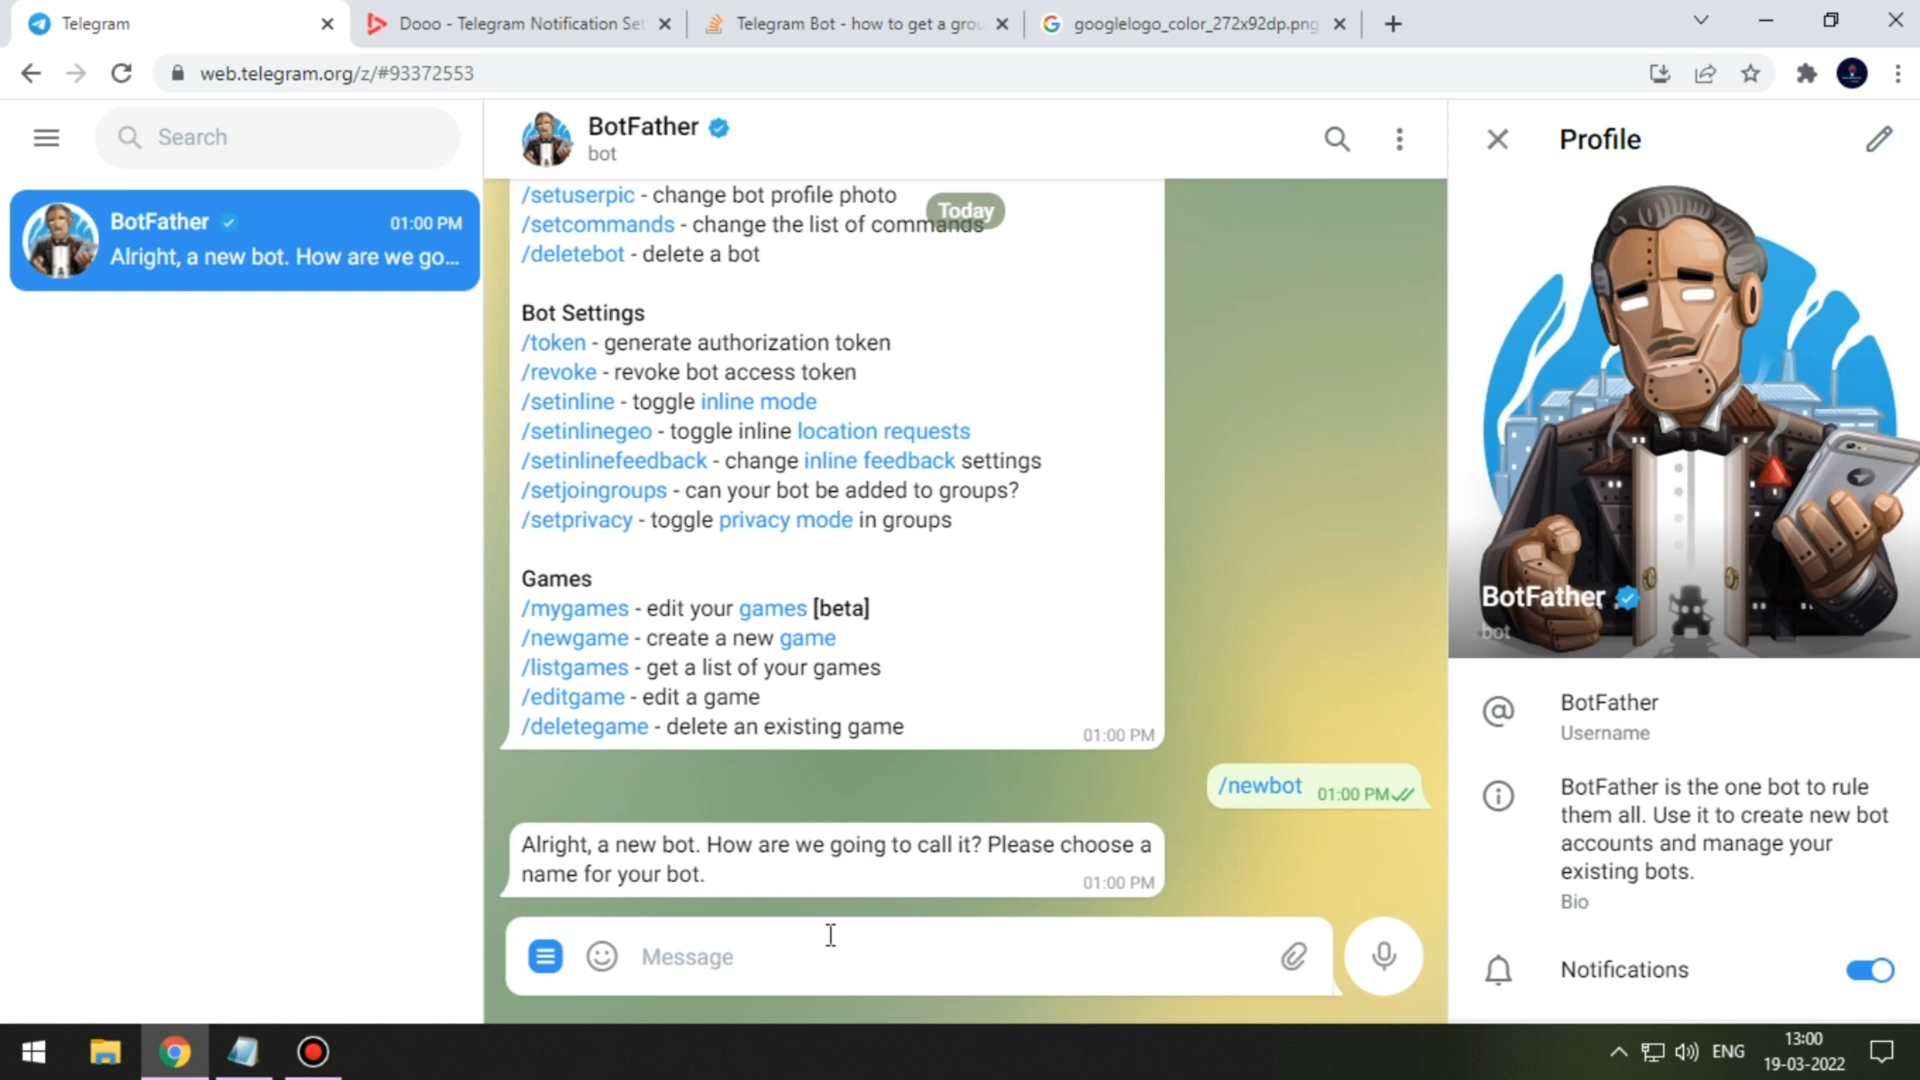 Telegram
Dooo - Telegram Notification Set
Telegram Bot - how to get a grou
googlelogo_color_272x92dp.png
web.telegram.org/z/#93372553
Search
BotFather
01:00 PM
Alright, a new bot. How are we go...
BotFather
bot
/setuserpic - change bot profile photo
Today
/setcommands - change the list of commands
/deletebot - delete a bot
Bot Settings
/token - generate authorization token
/revoke - revoke bot access token
/setinline - toggle inline mode
/setinlinegeo - toggle inline location requests
/setinlinefeedback - change inline feedback settings
/setjoingroups - can your bot be added to groups?
/setprivacy - toggle privacy mode in groups
Games
/mygames - edit your games [beta]
/newgame - create a new game
/listgames - get a list of your games
/editgame - edit a game
/deletegame - delete an existing game
01:00 PM
/newbot 01:00 PM
Alright, a new bot. How are we going to call it? Please choose a
name for your bot.
01:00 PM
Message
Profile
BotFather
bot
BotFather
Username
BotFather is the one bot to rule
them all. Use it to create new bot
accounts and manage your
existing bots.
Bio
Notifications
ENG
13:00
19-03-2022